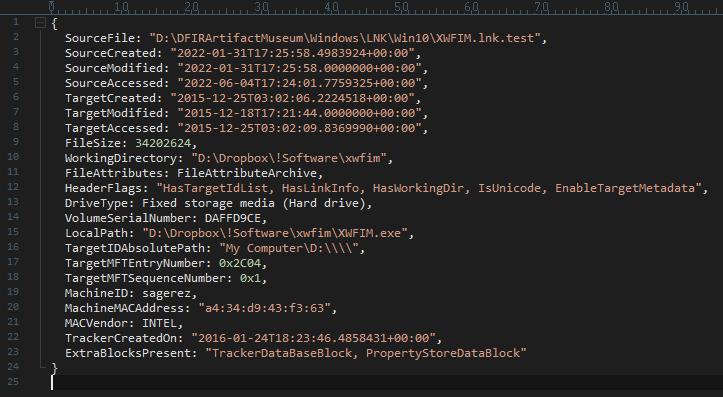 0 10 20 30 40 50 60 70 80 90
1 {
2 SourceFile: "D:\DFIRArtifactMuseum\Windows\LNK\Win10\XWFIM.lnk.test",
3 SourceCreated: "2022-01-31T17:25:58.4983924+00:00",
4 SourceModified: "2022-01-31T17:25:58.0000000+00:00",
5 SourceAccessed: "2022-06-04T17:24:01.7759325+00:00",
6 TargetCreated: "2015-12-25T03:02:06.2224518+00:00",
7 TargetModified: "2015-12-18T17:21:44.0000000+00:00",
8 TargetAccessed: "2015-12-25T03:02:09.8369990+00:00",
9 FileSize: 34202624,
10 WorkingDirectory: "D:\Dropbox\!Software\xwfim",
11 FileAttributes: FileAttributeArchive,
12 HeaderFlags: "HasTargetIdList, HasLinkInfo, HasWorkingDir, IsUnicode, EnableTargetMetadata",
13 DriveType: Fixed storage media (Hard drive),
14 VolumeSerialNumber: DAFFD9CE,
15 LocalPath: "D:\Dropbox\!Software\xwfim\XWFIM.exe",
16 TargetIDAbsolutePath: "My Computer\D:\\\\",
17 TargetMFTEntryNumber: 0x2C04,
18 TargetMFTSequenceNumber: 0x1,
19 MachineID: sagerez,
20 MachineMACAddress: "a4:34:d9:43:f3:63",
21 MACVendor: INTEL,
22 TrackerCreatedOn: "2016-01-24T18:23:46.4858431+00:00",
23 ExtraBlocksPresent: "TrackerDataBaseBlock, PropertyStoreDataBlock"
24 }
25